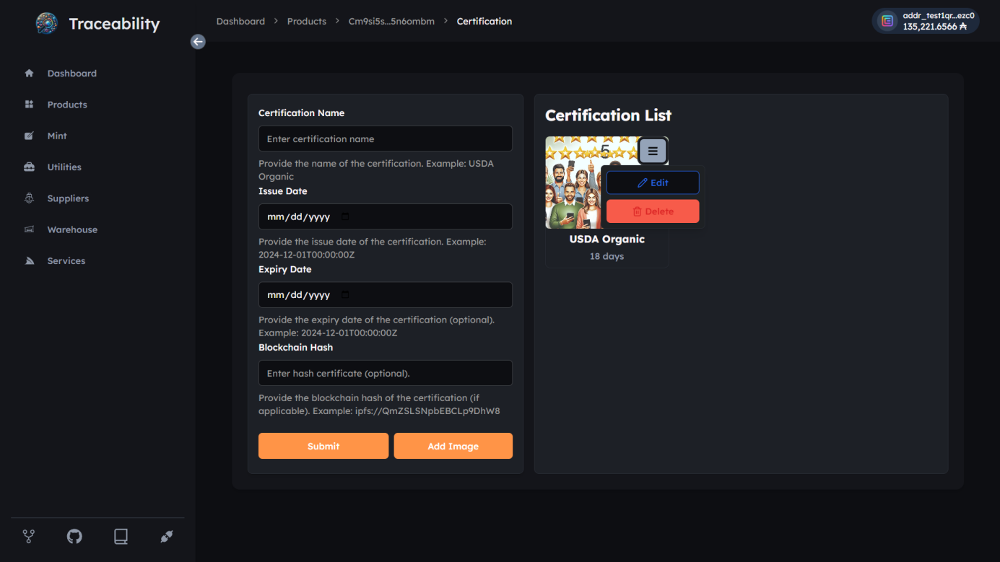 Traceability
Dashboard > Products > Cm9si5s...5n6ombm > Certification
addr_test1qr...ezc0
135,221.6566 ₳
Dashboard
Products
Mint
Utilities
Suppliers
Warehouse
Services
Certification Name
Enter certification name
Provide the name of the certification. Example: USDA
Organic
Issue Date
mm/dd/yyyy
Provide the issue date of the certification. Example:
2024-12-01T00:00:00Z
Expiry Date
mm/dd/yyyy
Provide the expiry date of the certification (optional).
Example: 2024-12-01T00:00:00Z
Blockchain Hash
Enter hash certificate (optional).
Provide the blockchain hash of the certification (if
applicable). Example: ipfs://QmZSLSNpbEBCLp9DhW8
Submit
Add Image
Certification List
5
Edit
Delete
USDA Organic
18 days